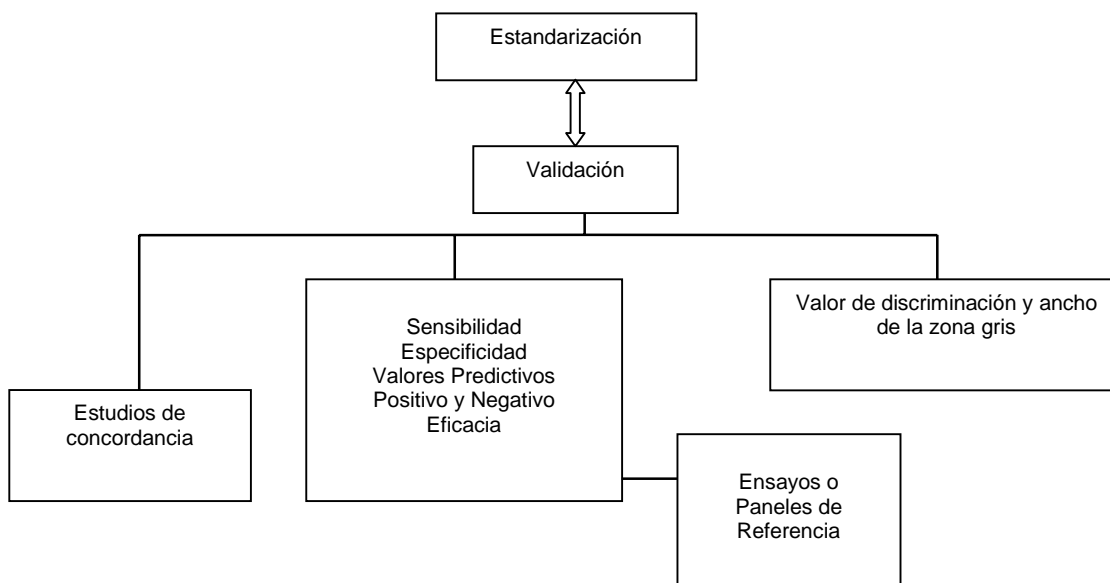 Estandarización
Validación
Sensibilidad
Especificidad
Valores Predictivos
Positivo y Negativo
Eficacia
Valor de discriminación y ancho
de la zona gris
Estudios de
concordancia
Ensayos o
Paneles de
Referencia